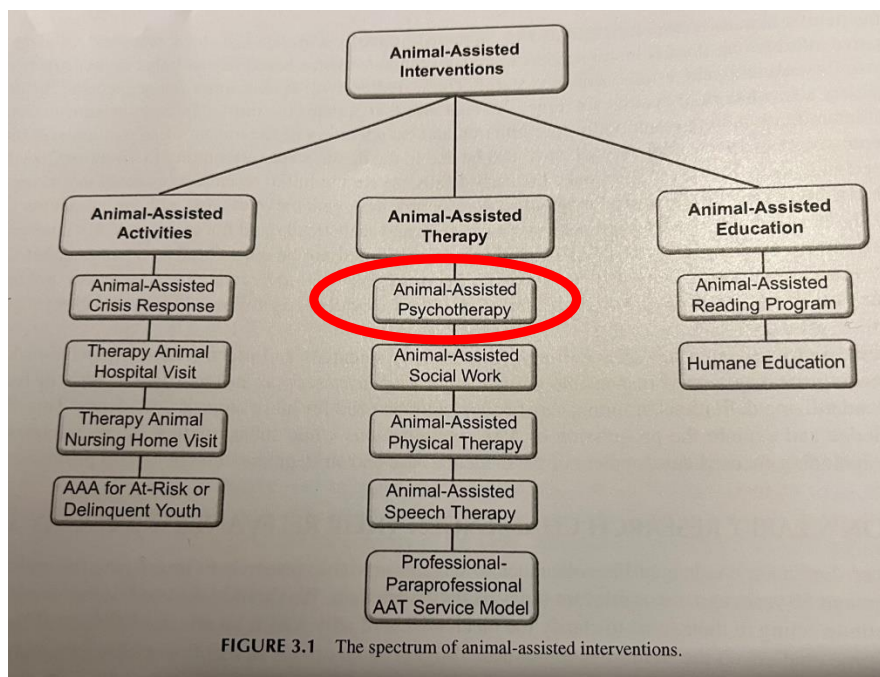 Animal-Assisted
Interventions
Animal-Assisted
Activities
Animal-Assisted
Crisis Response
Therapy Animal
Hospital Visit
Therapy Animal
Nursing Home Visit
AAA for At-Risk or
Delinquent Youth
Animal-Assisted
Therapy
Animal-Assisted
Psychotherapy
Animal-Assisted
Social Work
Animal-Assisted
Physical Therapy
Animal-Assisted
Speech Therapy
Professional-
Paraprofessional
AAT Service Model
Animal-Assisted
Education
Animal-Assisted
Reading Program
Humane Education
FIGURE 3.1 The spectrum of animal-assisted interventions.